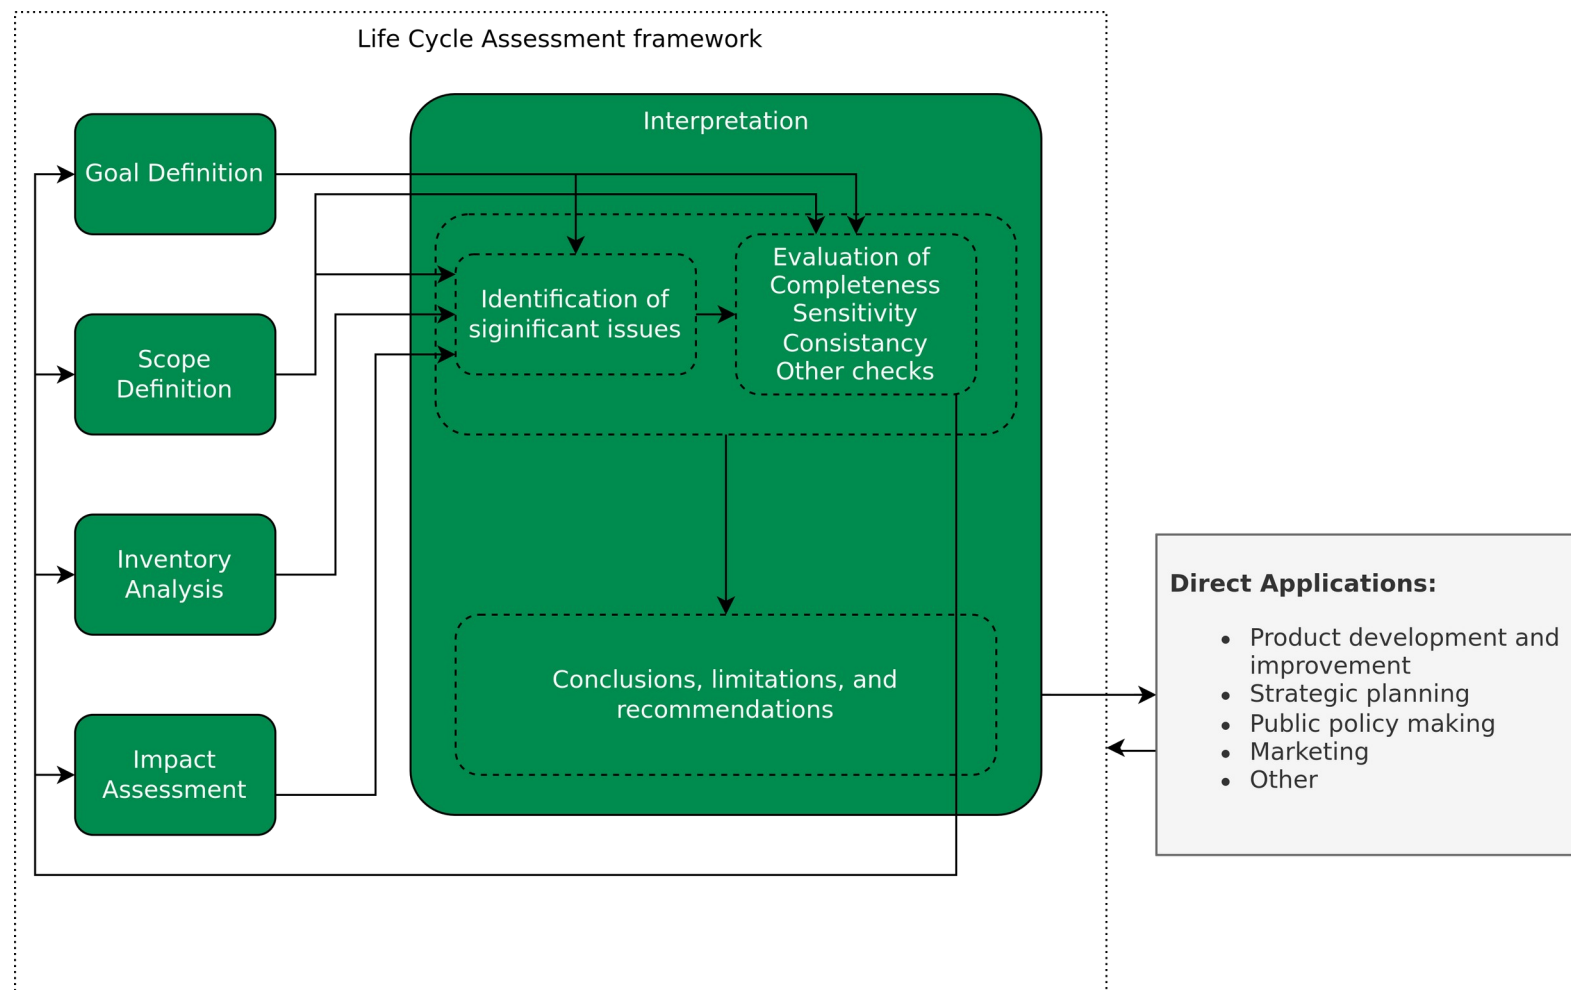 Life Cycle Assessment framework
Goal Definition
Scope
Definition
Inventory
Analysis
Impact
Assessment
Interpretation
Identification of
siginificant issues
Evaluation of
Completeness
Sensitivity
Consistancy
Other checks
Conclusions, limitations, and
recommendations
Direct Applications:
• Product development and
improvement
• Strategic planning
• Public policy making
• Marketing
• Other